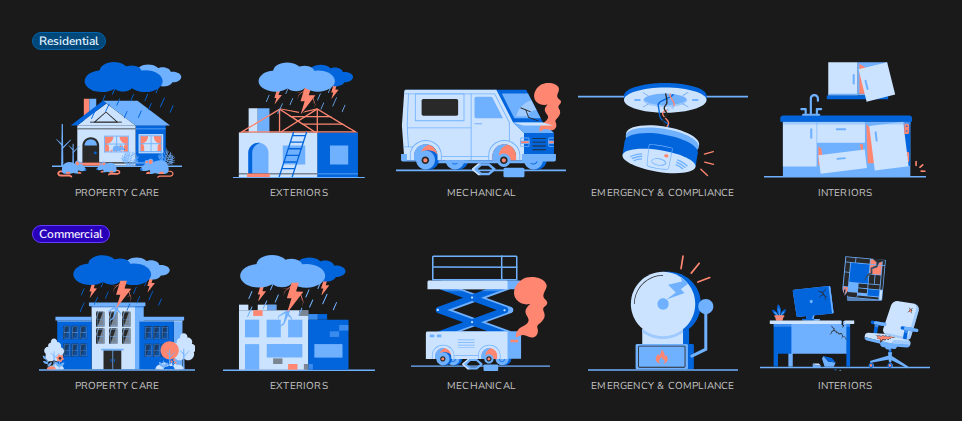 Residential
PROPERTY CARE
EXTERIORS
MECHANICAL
EMERGENCY & COMPLIANCE
INTERIORS
Commercial
PROPERTY CARE
EXTERIORS
MECHANICAL
EMERGENCY & COMPLIANCE
INTERIORS